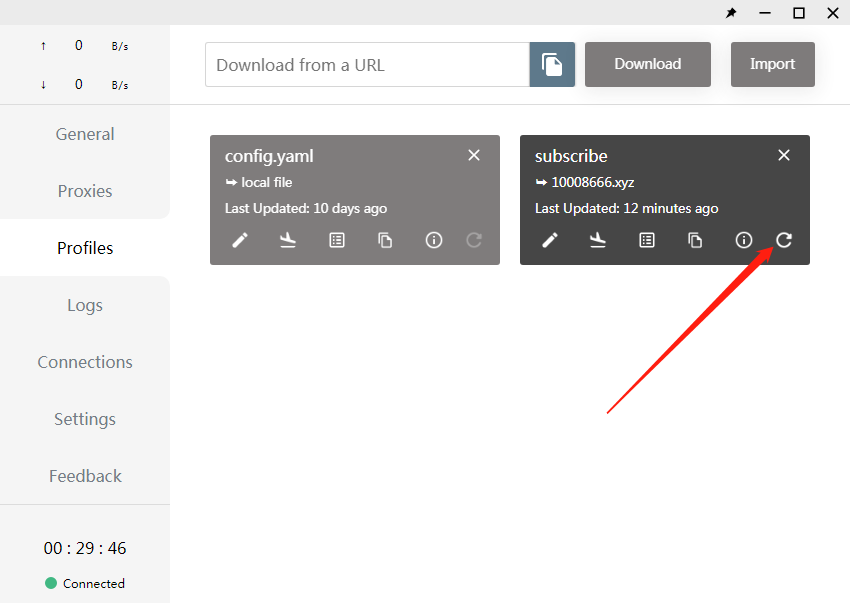 ↑ 0 B/s
↓ 0 B/s
General
Proxies
Profiles
Logs
Connections
Settings
Feedback
00 : 29 : 46
Connected
Download from a URL
Download
Import
config.yaml
local file
Last Updated: 10 days ago
subscribe
10008666.xyz
Last Updated: 12 minutes ago